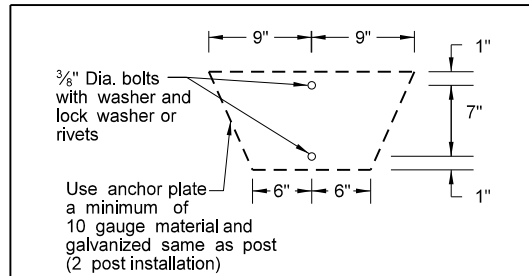 9" 9"
1"
⅜" Dia. bolts
with washer and
lock washer or
rivets
7"
Use anchor plate
a minimum of
10 gauge material and
galvanized same as post
(2 post installation)
6" 6"
1"